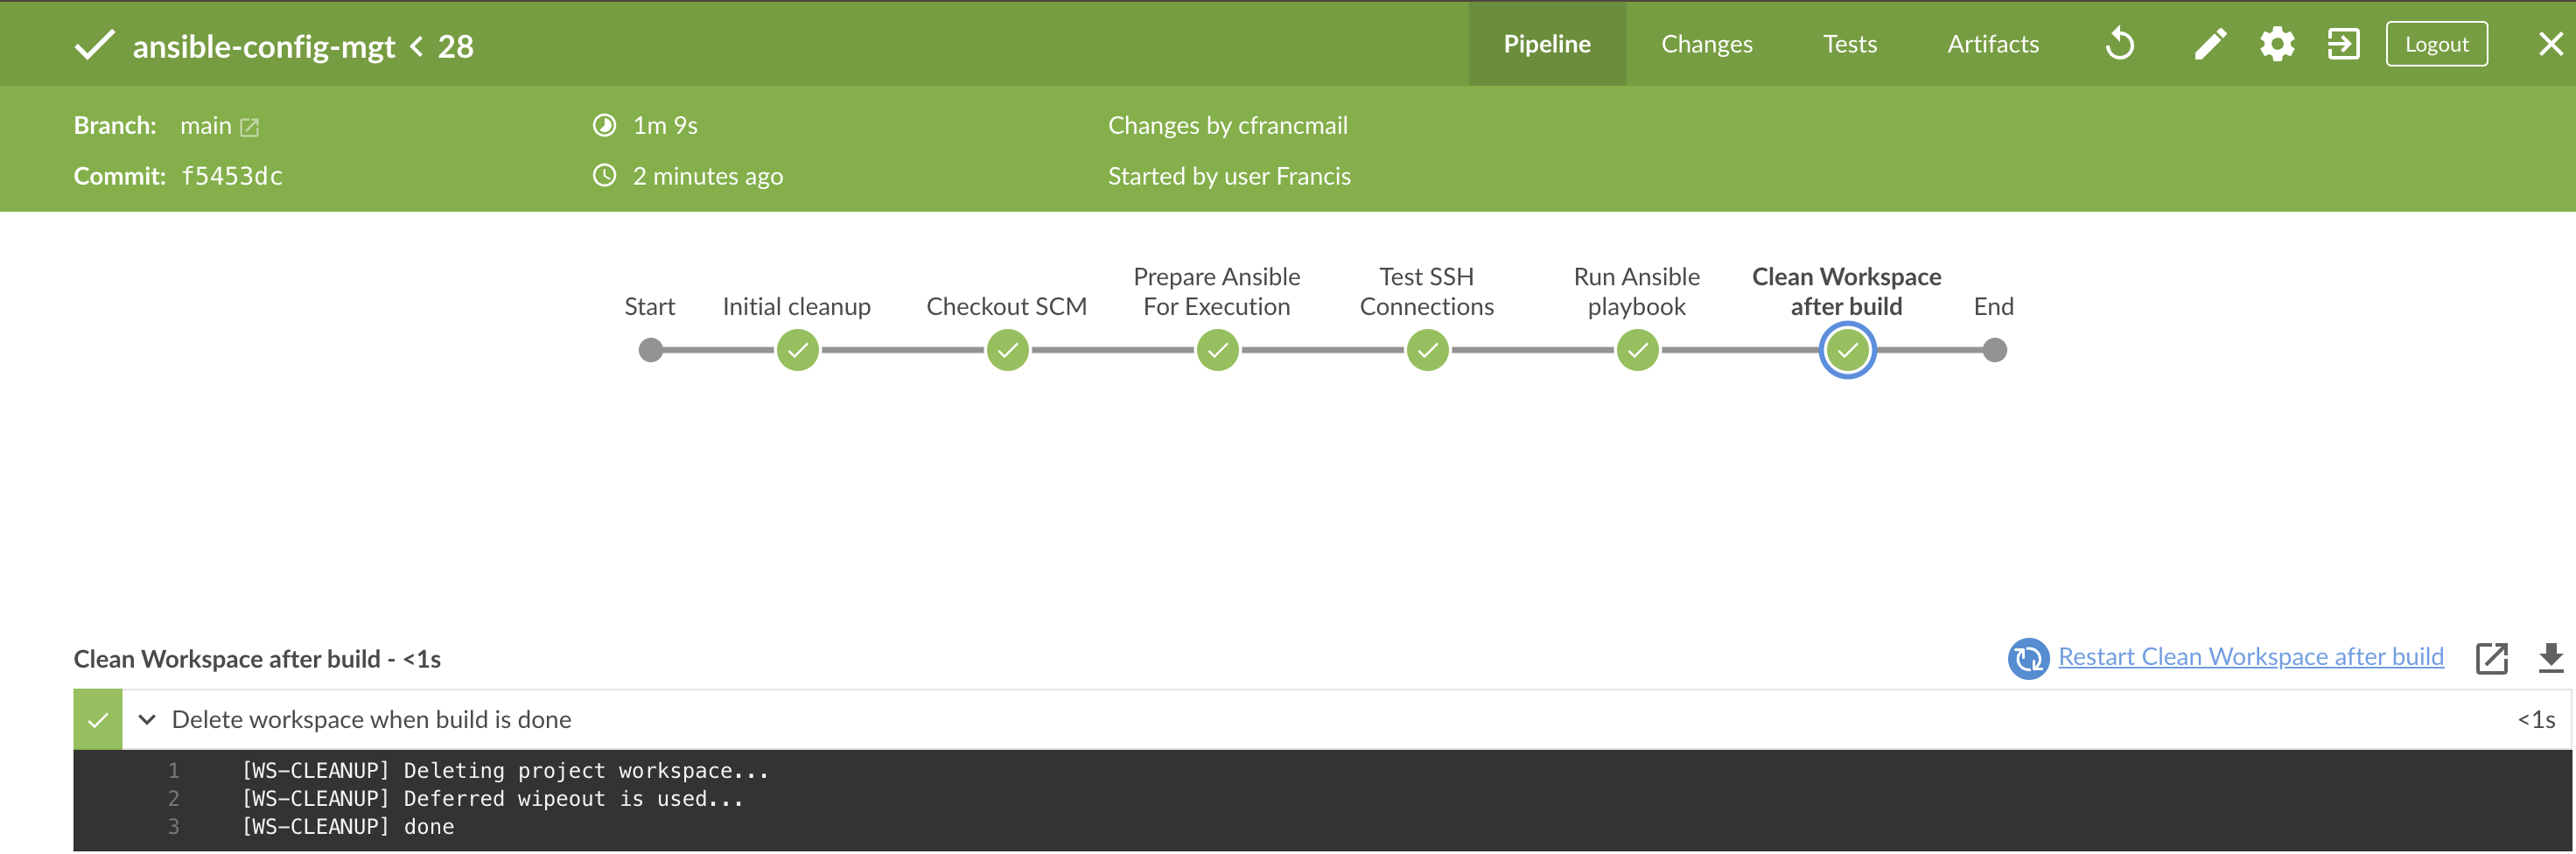 ansible-config-mgt < 28
Pipeline
Changes
Tests
Artifacts
Logout
Branch: main
1m 9s
Changes by cfrancmail
Commit: f5453dc
2 minutes ago
Started by user Francis
Start
Initial cleanup
Checkout SCM
Prepare Ansible
For Execution
Test SSH
Connections
Run Ansible
playbook
Clean Workspace
after build
End
Clean Workspace after build - <1s
Restart Clean Workspace after build
Delete workspace when build is done
<1s
1 [WS-CLEANUP] Deleting project workspace...
2 [WS-CLEANUP] Deferred wipeout is used...
3 [WS-CLEANUP] done